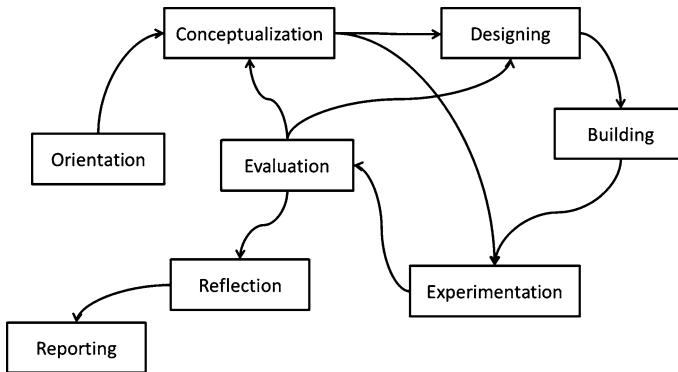 Conceptualization
Designing
Building
Orientation
Evaluation
Reflection
Experimentation
Reporting